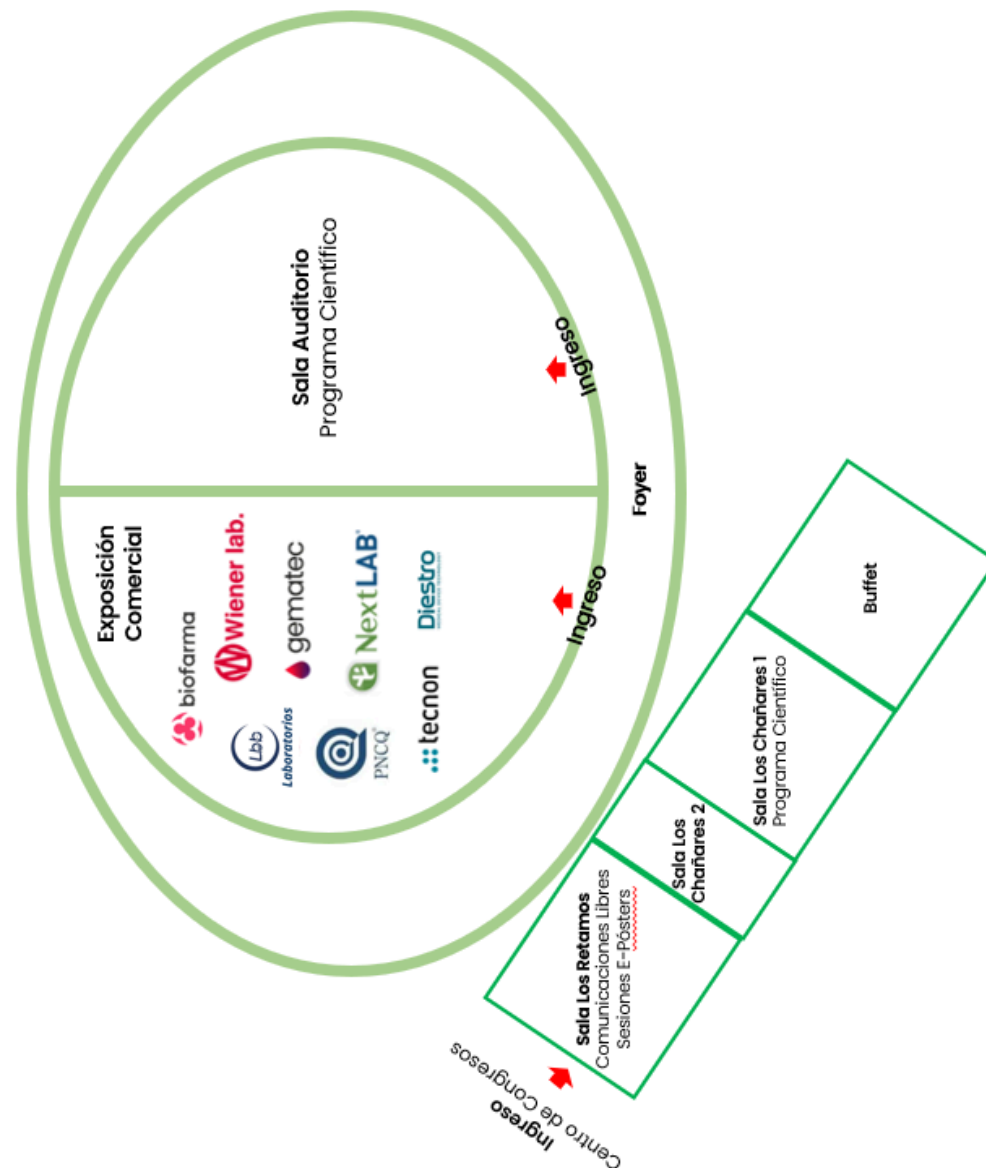 Exposición
Comercial
biofarma
Wiener lab.
Lbb
Laboratorios
gematec
PNCQ®
NextLAB®
tecnon
Diestro
Sala Auditorio
Programa Científico
Ingreso
Ingreso
Foyer
Sala Los Retamos
Comunicaciones Libres
Sesiones E-Pósters
Sala Los
Chañares 2
Sala Los Chañares 1
Programa Científico
Buffet
Ingreso
Centro de Congresos